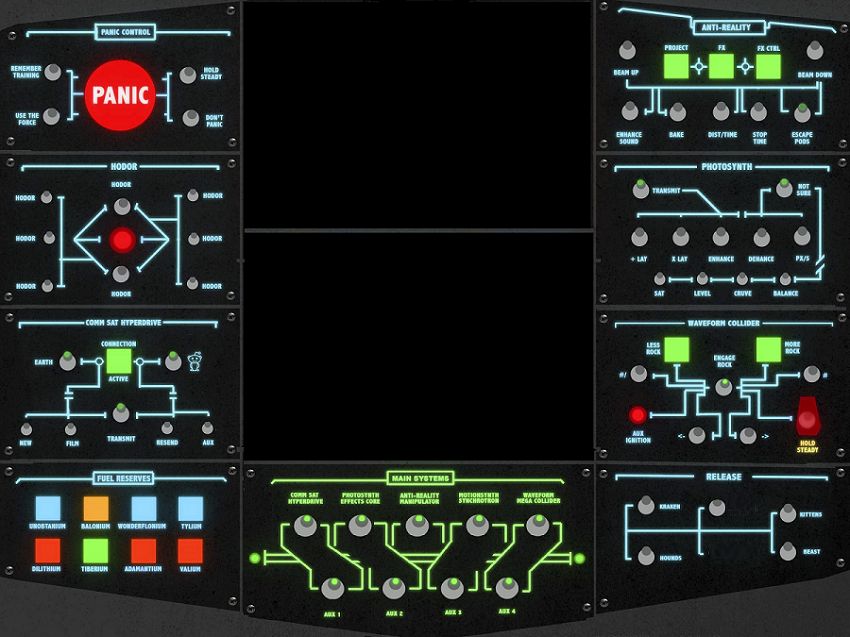 PANIC CONTROL
REMEMBER
TRAINING
HOLD
STEADY
PANIC
USE THE
FORCE
DON'T
PANIC
HODOR
HODOR
HODOR
HODOR
HODOR
HODOR
HODOR
HODOR
HODOR
COMM SAT HYPERDRIVE
CONNECTION
EARTH
ACTIVE
NEW
FILM
TRANSMIT
RESEND
AUX
FUEL RESERVES
UNOBTANIUM
BALONIUM
WONDERFLONIUM
TYLIUM
DILITHIUM
TIBERIUM
ADAMANTIUM
VALIUM
MAIN SYSTEMS
COMM SAT
HYPERDRIVE
PHOTOSYNTH
EFFECTS CORE
ANTI-REALITY
MANIPULATOR
MOTIONSYNTH
SYNCHROTRON
WAVEFORM
MEGA COLLIDER
AUX 1
AUX 2
AUX 3
AUX 4
ANTI-REALITY
PROJECT
FX
FX CTRL
BEAM UP
BEAM DOWN
ENHANCE
SOUND
BAKE
DIST/TIME
STOP
TIME
ESCAPE
PODS
PHOTOSYNTH
TRANSMIT
NOT
SURE
+ LAY
X LAY
ENHANCE
DEHANCE
PX/S
SAT
LEVEL
CRUVE
BALANCE
WAVEFORM COLLIDER
LESS
ROCK
MORE
ROCK
ENGAGE
ROCK
#/
#
AUX
IGNITION
<-
->
HOLD
STEADY
RELEASE
KRAKEN
KITTENS
HOUNDS
BEAST